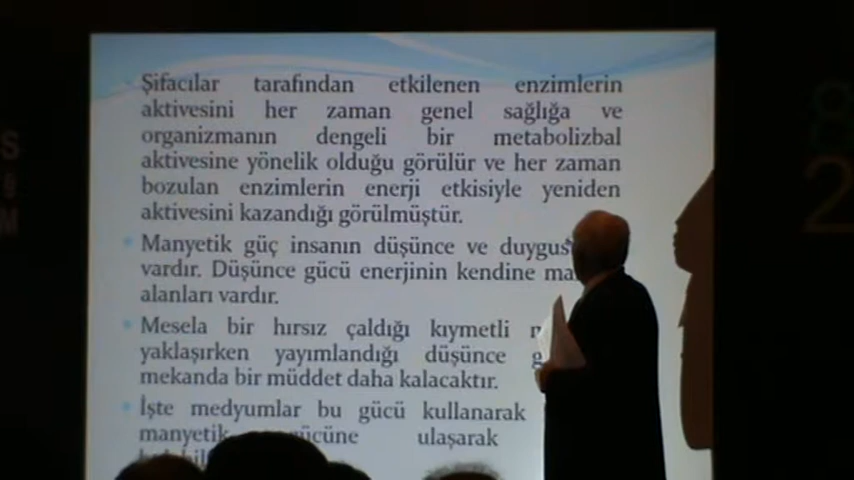 Şifacılar tarafından etkilenen enzimlerin
aktivesini her zaman genel sağlığa ve
organizmanın dengeli bir metabolizbal
aktivesine yönelik olduğu görülür ve her zaman
bozulan enzimlerin enerji etkisiyle yeniden
aktivesini kazandığı görülmüştür.
Manyetik güç insanın düşünce ve
vardır. Düşünce gücü enerjinin kendine
alanları vardır.
Mesela bir hırsız çaldığı kıymetli
yaklaşırken yayımlandığı düşünce
mekanda bir müddet daha kalacaktır.
İşte medyumlar bu gücü kullanarak
manyetik gücüne ulaşarak